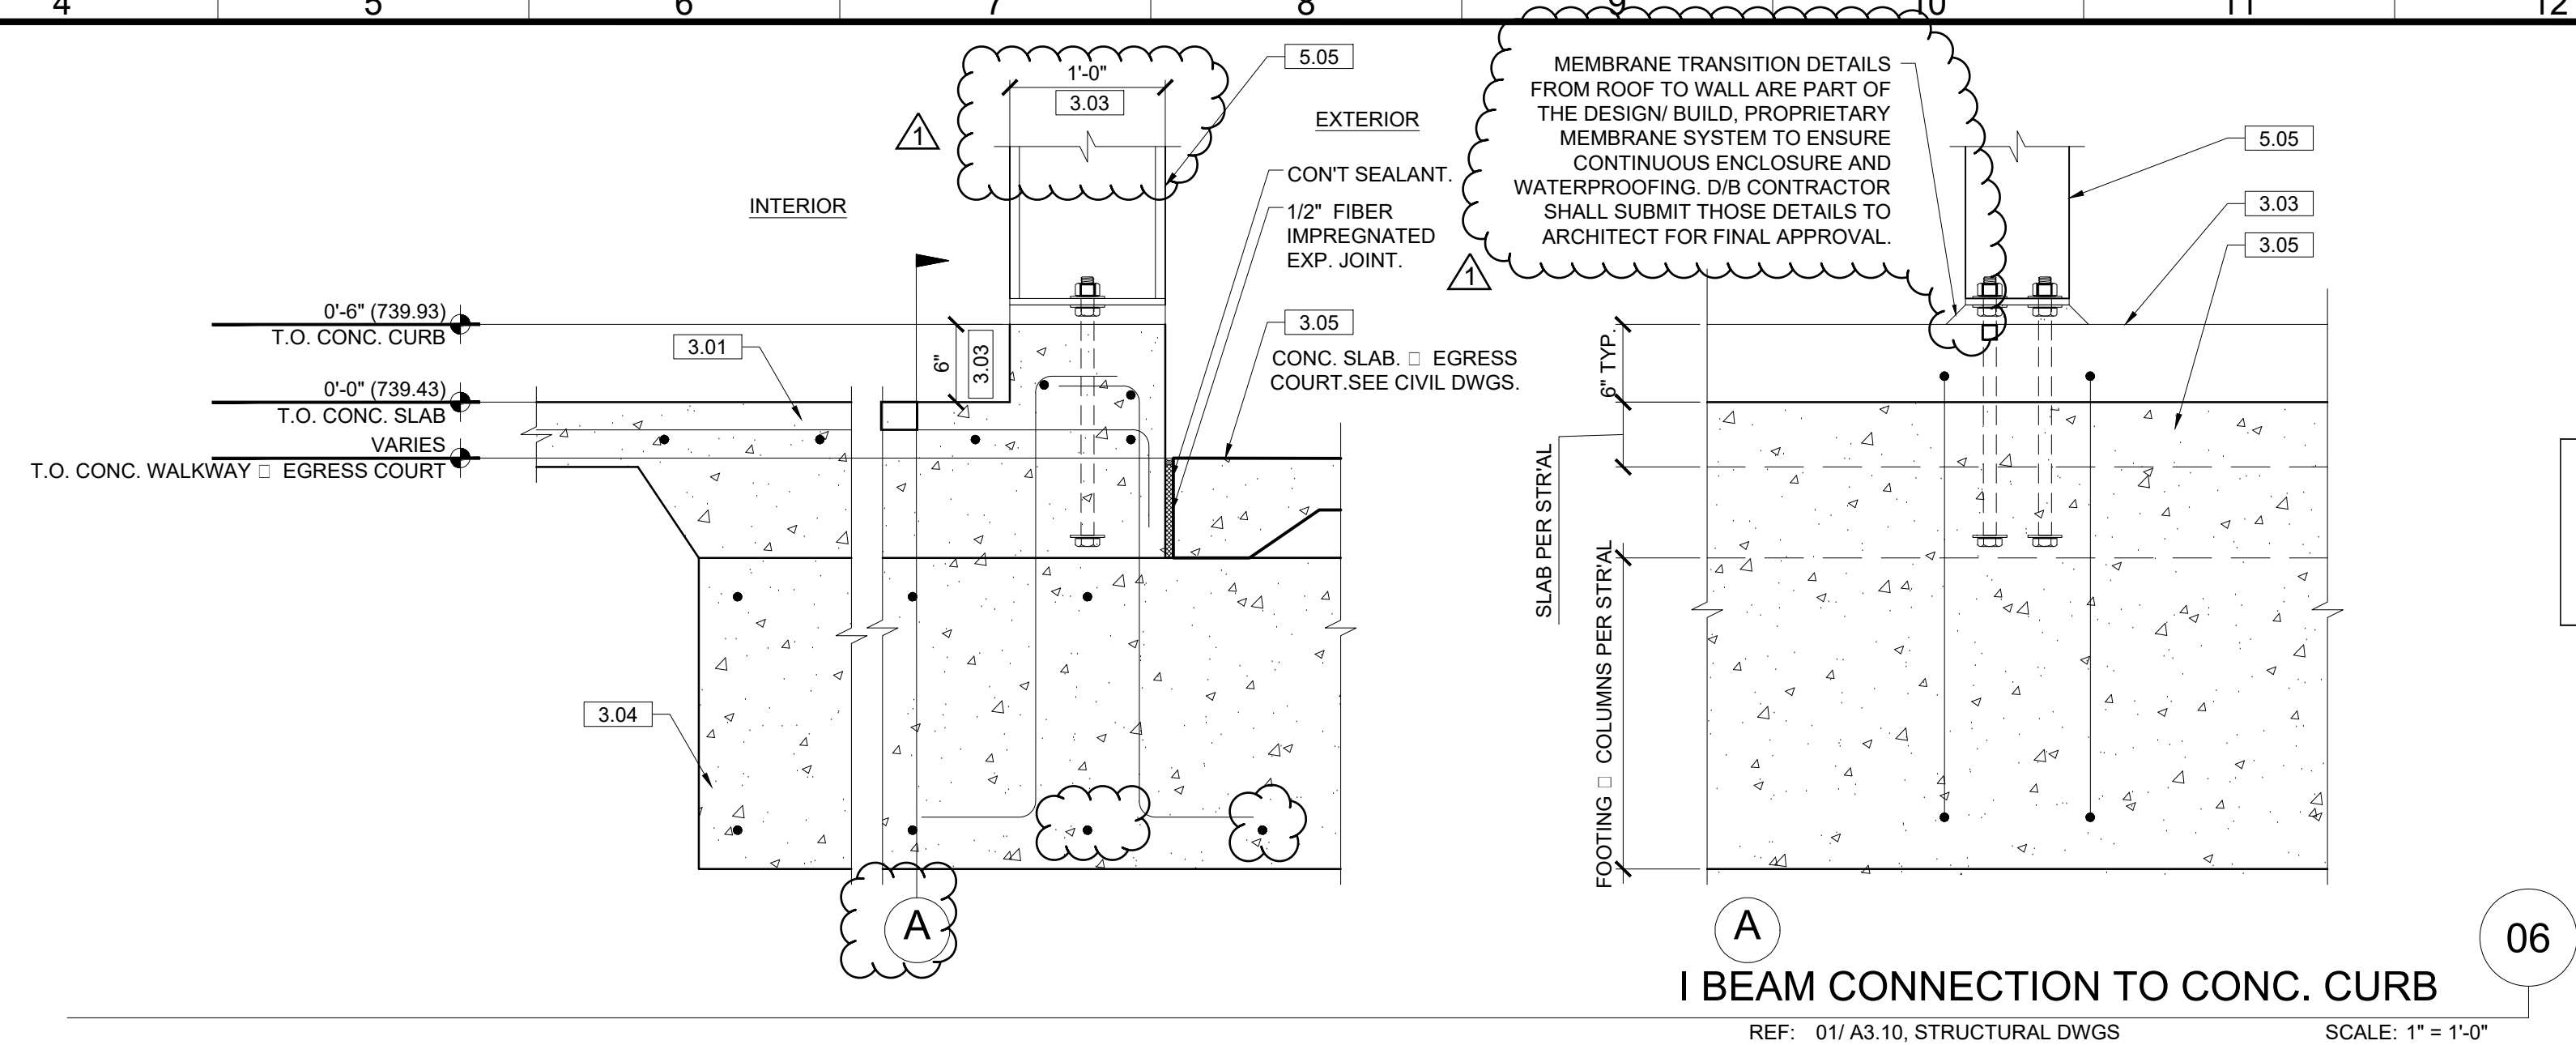 4 5 6 7 8 9 10 11 12
1'-0"
3.03
5.05
1
INTERIOR
EXTERIOR
CON'T SEALANT.
1/2" FIBER
IMPREGNATED
EXP. JOINT.
3.05
CONC. SLAB. □ EGRESS
COURT.SEE CIVIL DWGS.
0'-6" (739.93)
T.O. CONC. CURB
0'-0" (739.43)
T.O. CONC. SLAB
VARIES
T.O. CONC. WALKWAY □ EGRESS COURT
3.01
6"
3.03
3.04
A
MEMBRANE TRANSITION DETAILS
FROM ROOF TO WALL ARE PART OF
THE DESIGN/ BUILD, PROPRIETARY
MEMBRANE SYSTEM TO ENSURE
CONTINUOUS ENCLOSURE AND
WATERPROOFING. D/B CONTRACTOR
SHALL SUBMIT THOSE DETAILS TO
ARCHITECT FOR FINAL APPROVAL.
1
5.05
3.03
3.05
6" TYP.
SLAB PER STR'AL
FOOTING □ COLUMNS PER STR'AL
A
06
I BEAM CONNECTION TO CONC. CURB
REF: 01/ A3.10, STRUCTURAL DWGS
SCALE: 1" = 1'-0"